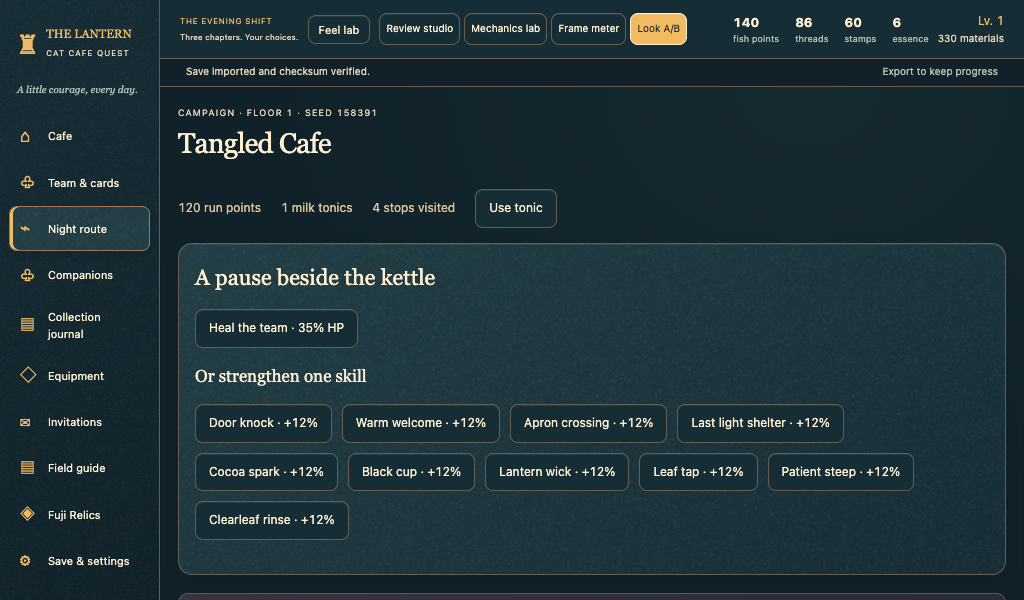 THE LANTERN
CAT CAFE QUEST
A little courage, every day.
Cafe
Team & cards
Night route
Companions
Collection
journal
Equipment
Invitations
Field guide
Fuji Relics
Save & settings
THE EVENING SHIFT
Three chapters. Your choices.
Feel lab
Review studio
Mechanics lab
Frame meter
Look A/B
140
fish points
86
threads
60
stamps
6
essence
Lv. 1
330 materials
Save imported and checksum verified.
Export to keep progress
CAMPAIGN · FLOOR 1 · SEED 158391
Tangled Cafe
120 run points
1 milk tonics
4 stops visited
Use tonic
A pause beside the kettle
Heal the team · 35% HP
Or strengthen one skill
Door knock · +12%
Warm welcome · +12%
Apron crossing · +12%
Last light shelter · +12%
Cocoa spark · +12%
Black cup · +12%
Lantern wick · +12%
Leaf tap · +12%
Patient steep · +12%
Clearleaf rinse · +12%